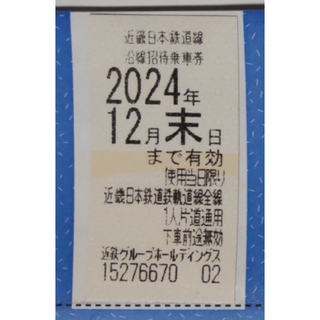 近畿日本鉄道線
沿線招待乗車券
2024年
12月末日
まで有効
使用当日限り
近畿日本鉄道鉄軌道線全線
1人片道通用
下車前途無効
近鉄グループホールディングス
15276670 02